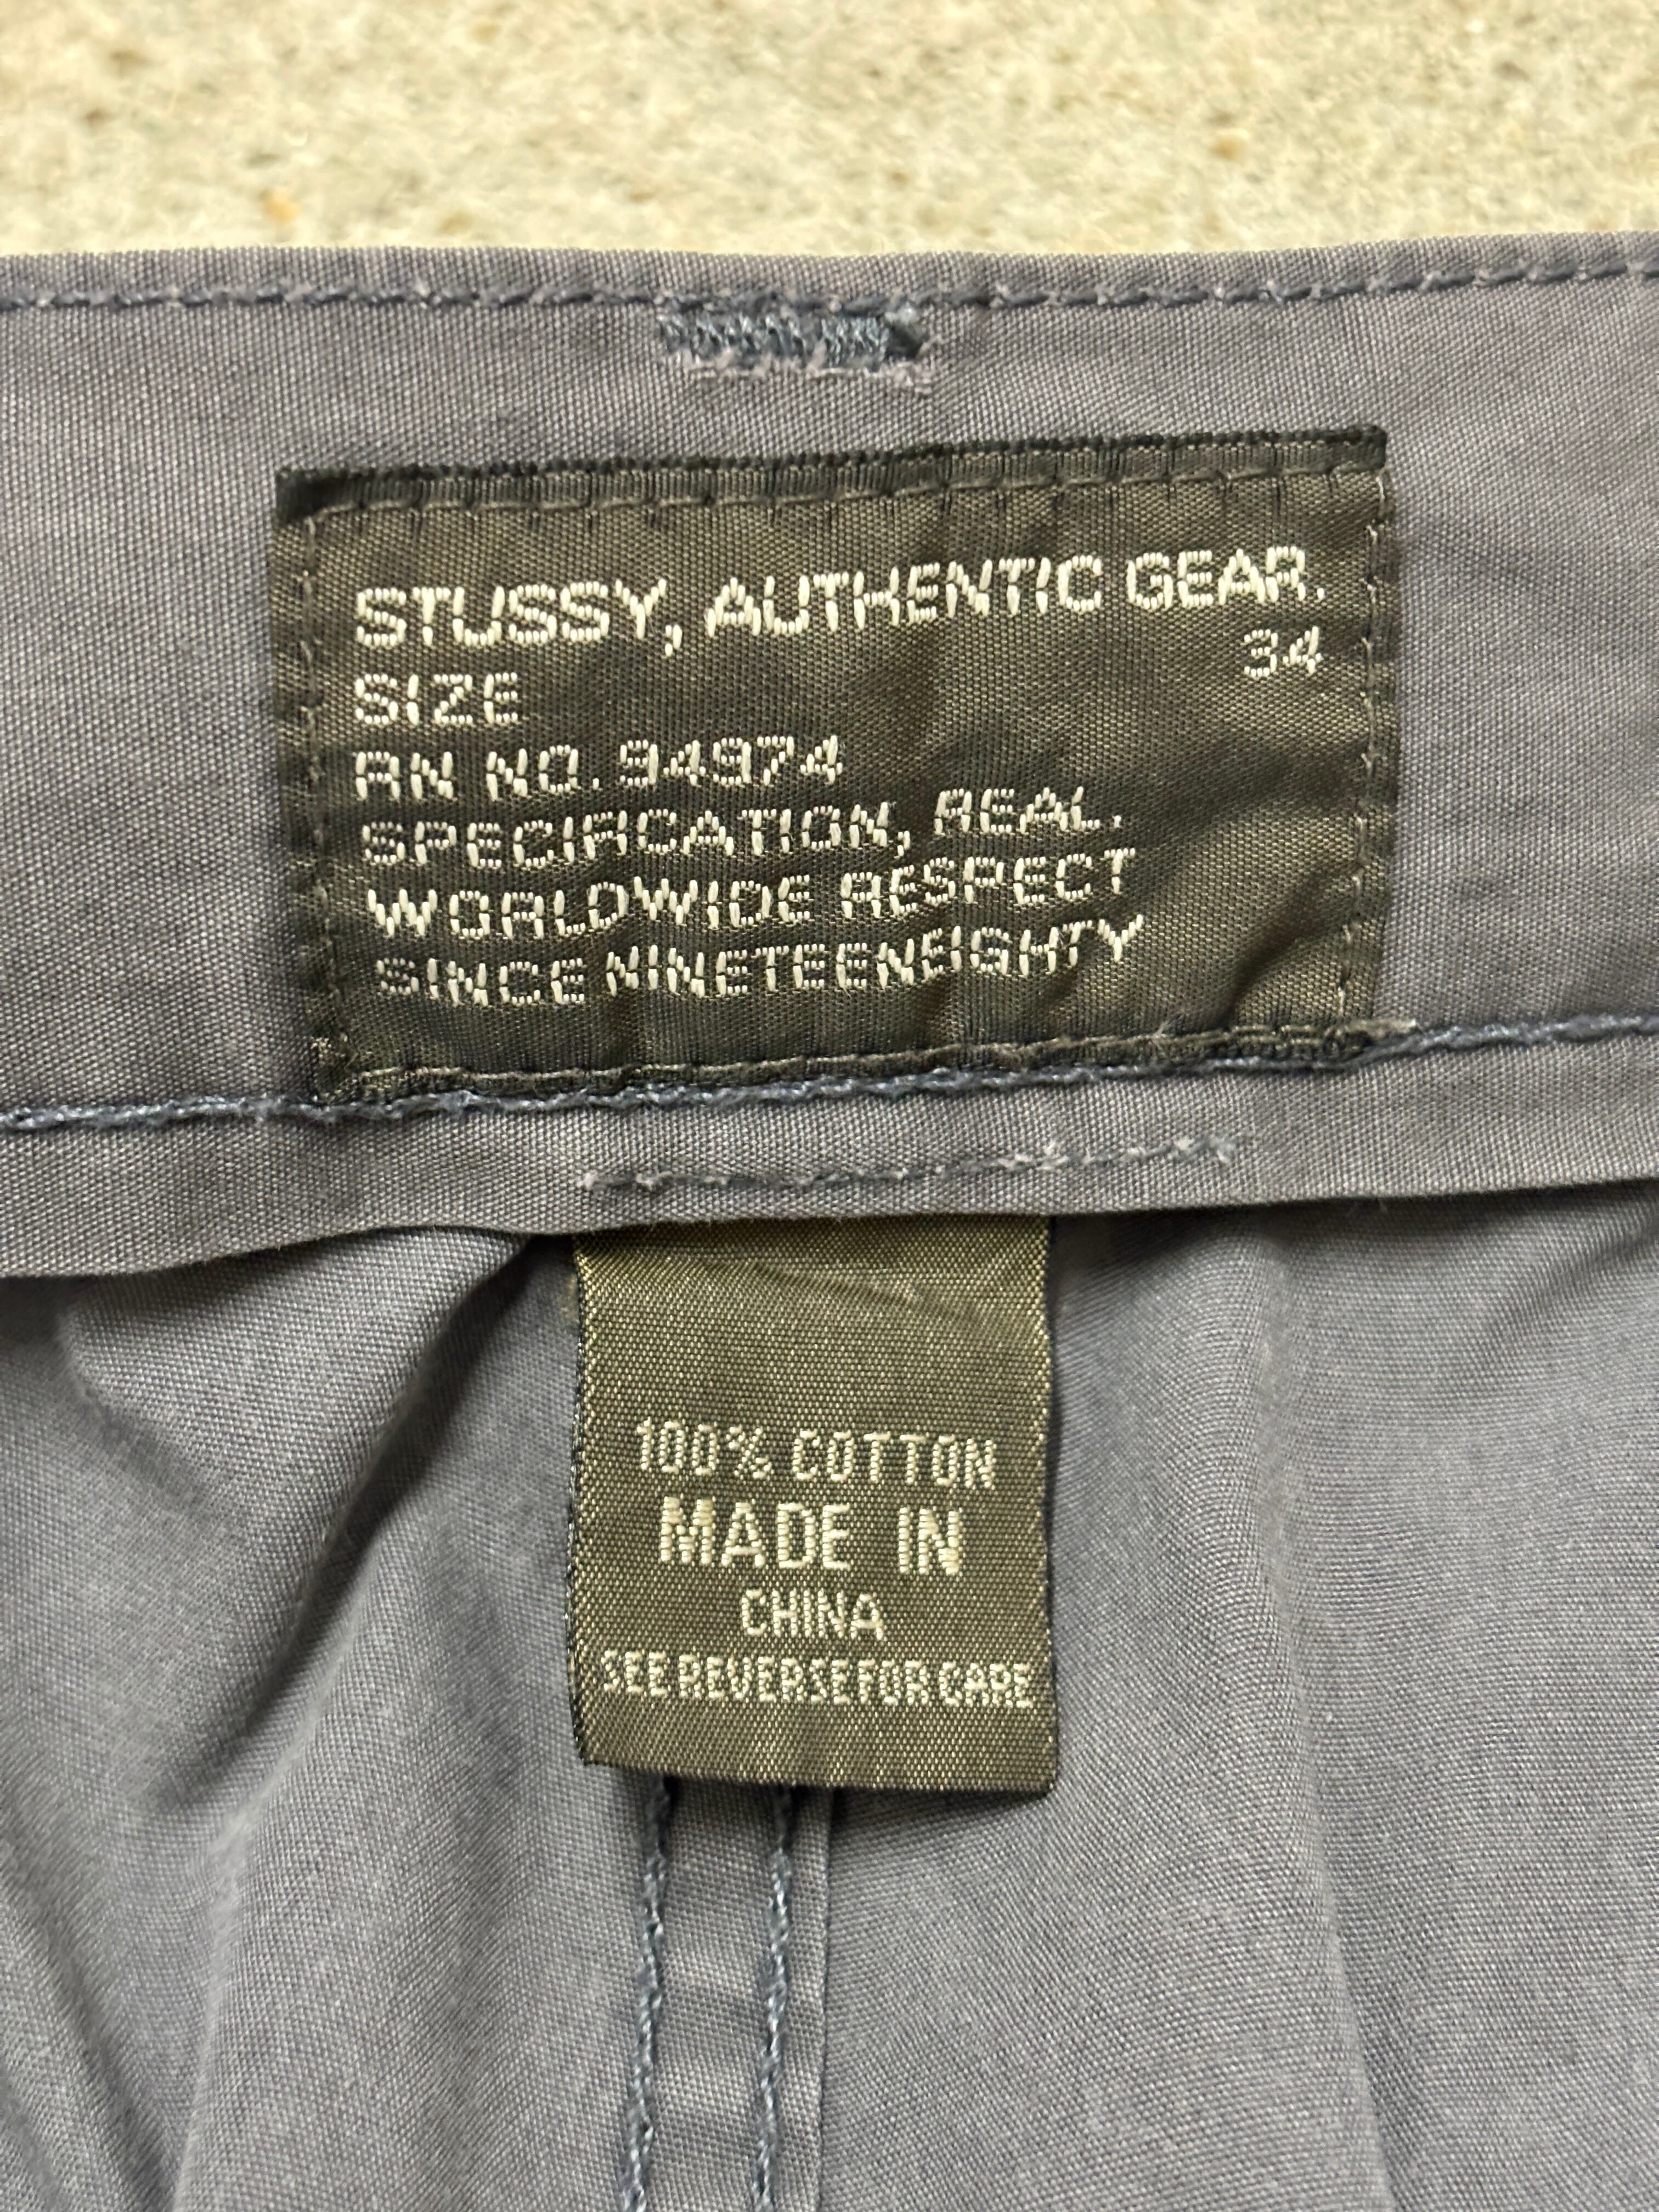 STUSSY, AUTHENTIC GEAR.
SIZE 34
RN NO. 94974
SPECIFICATION, REAL.
WORLDWIDE RESPECT
SINCE NINETEENEIGHTY
100% COTTON
MADE IN
CHINA
SEE REVERSE FOR CARE